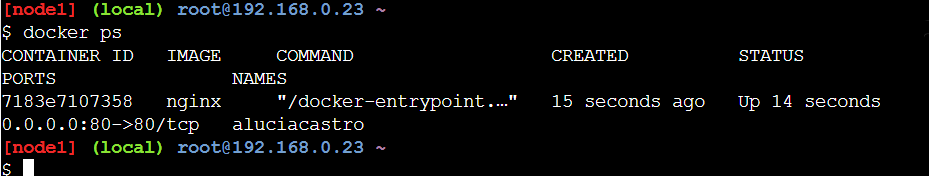 [node1] (local) root@192.168.0.23 ~
$ docker ps
CONTAINER ID   IMAGE     COMMAND                  CREATED          STATUS
PORTS                NAMES
7183e7107358   nginx     "/docker-entrypoint.…"   15 seconds ago   Up 14 seconds
0.0.0.0:80->80/tcp   aluciacastro
[node1] (local) root@192.168.0.23 ~
$